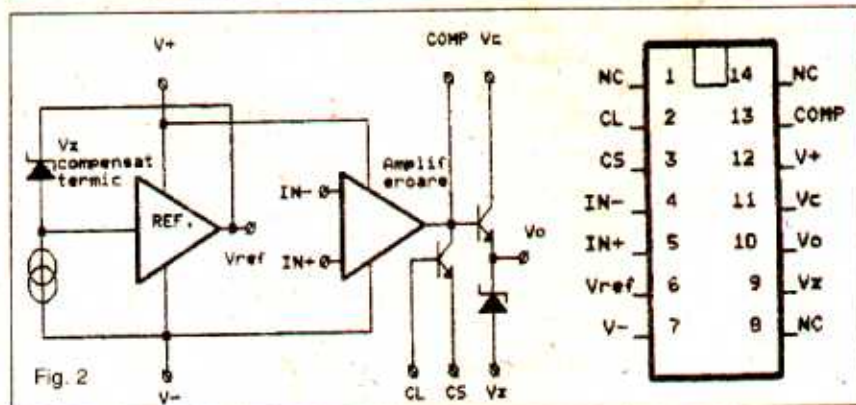 V+
COMP Vc
Vz
compensat
termic
REF.
Vref
Amplif
eroare
IN-
IN+
Vo
V-
CL CS Vz
Fig. 2
NC 1 14 NC
CL 2 13 COMP
CS 3 12 V+
IN- 4 11 Vc
IN+ 5 10 Vo
Vref 6 9 Vz
V- 7 8 NC